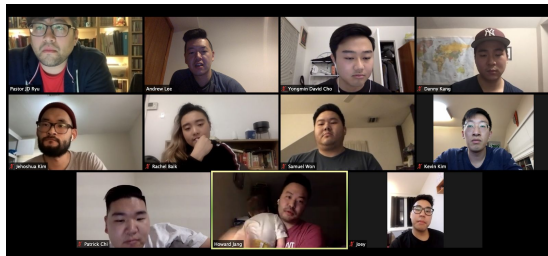 Pastor JD Ryu
Andrew Lee
Yongmin David Cho
Danny Kang
Jehoshua Kim
Rachel Baik
Samuel Won
Kevin Kim
Patrick Chi
Howard Jang
Joey